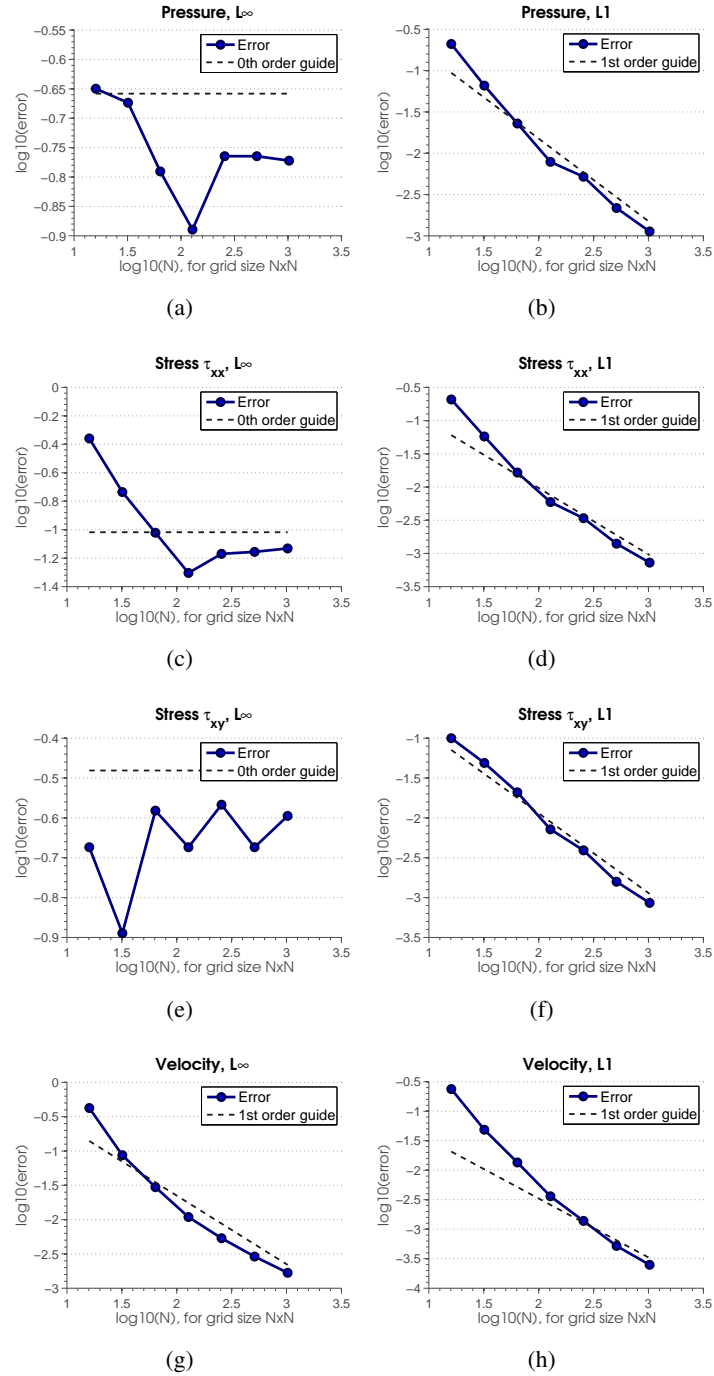 Pressure, L∞
−0.55
−0.6
−0.65
−0.7
−0.75
−0.8
−0.85
−0.9
log10(error)
Error
0th order guide
1 1.5 2 2.5 3 3.5
log10(N), for grid size NxN
(a)
Pressure, L1
−0.5
−1
−1.5
−2
−2.5
−3
log10(error)
Error
1st order guide
1 1.5 2 2.5 3 3.5
log10(N), for grid size NxN
(b)
Stress τxx, L∞
0
0.2
−0.4
−0.6
−0.8
−1
−1.2
−1.4
log10(error)
Error
0th order guide
1 1.5 2 2.5 3 3.5
log10(N), for grid size NxN
(c)
Stress τxx, L1
−0.5
−1
−1.5
−2
−2.5
−3
−3.5
log10(error)
Error
1st order guide
1 1.5 2 2.5 3 3.5
log10(N), for grid size NxN
(d)
Stress τxy, L∞
−0.4
−0.5
−0.6
−0.7
−0.8
−0.9
log10(error)
Error
0th order guide
1 1.5 2 2.5 3 3.5
log10(N), for grid size NxN
(e)
Stress τxy, L1
−1
−1.5
−2
−2.5
−3
−3.5
log10(error)
Error
1st order guide
1 1.5 2 2.5 3 3.5
log10(N), for grid size NxN
(f)
Velocity, L∞
0
−0.5
−1
−1.5
−2
−2.5
−3
log10(error)
Error
1st order guide
1 1.5 2 2.5 3 3.5
log10(N), for grid size NxN
(g)
Velocity, L1
−0.5
−1
−1.5
−2
−2.5
−3
−3.5
−4
log10(error)
Error
1st order guide
1 1.5 2 2.5 3 3.5
log10(N), for grid size NxN
(h)